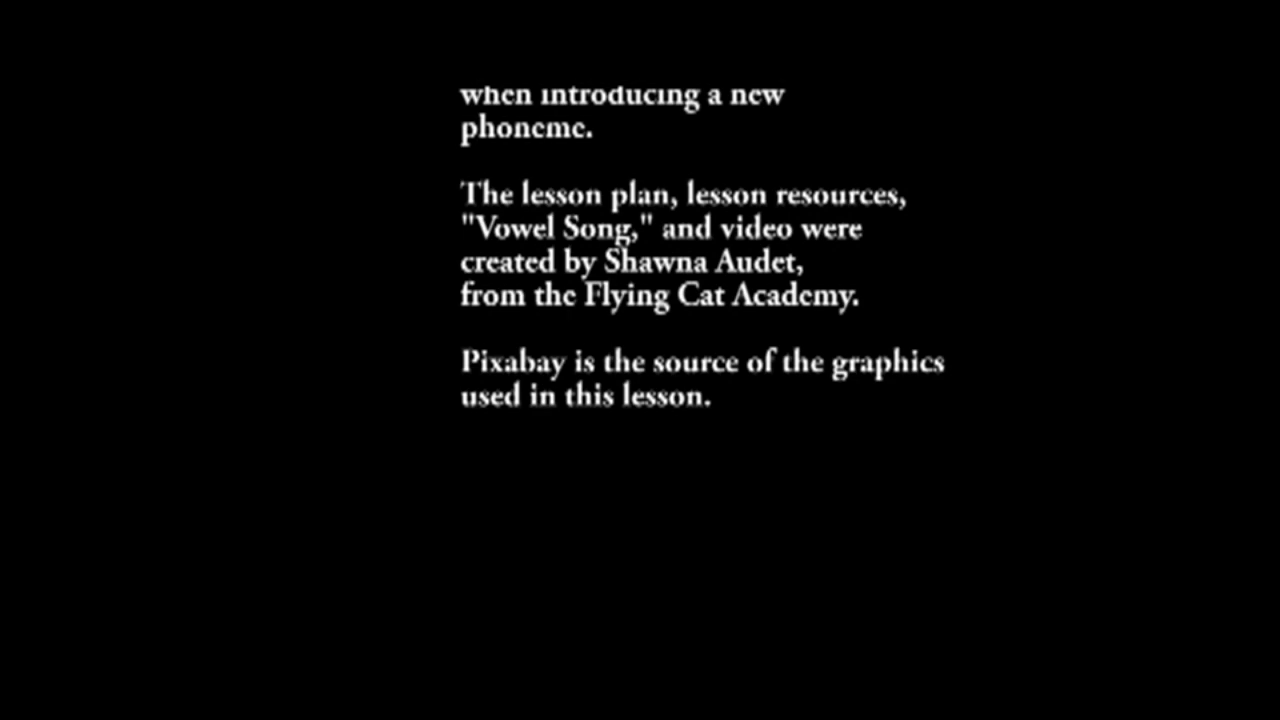 when introducing a new
phoneme.
The lesson plan, lesson resources,
"Vowel Song," and video were
created by Shawna Audet,
from the Flying Cat Academy.
Pixabay is the source of the graphics
used in this lesson.